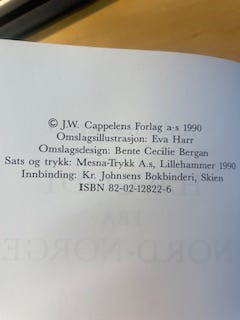 © J.W. Cappelens Forlag a·s 1990
Omslagsillustrasjon: Eva Harr
Omslagsdesign: Bente Cecilie Bergan
Sats og trykk: Mesna-Trykk A.s, Lillehammer 1990
Innbinding: Kr. Johnsens Bokbinderi, Skien
ISBN 82-02-12822-6